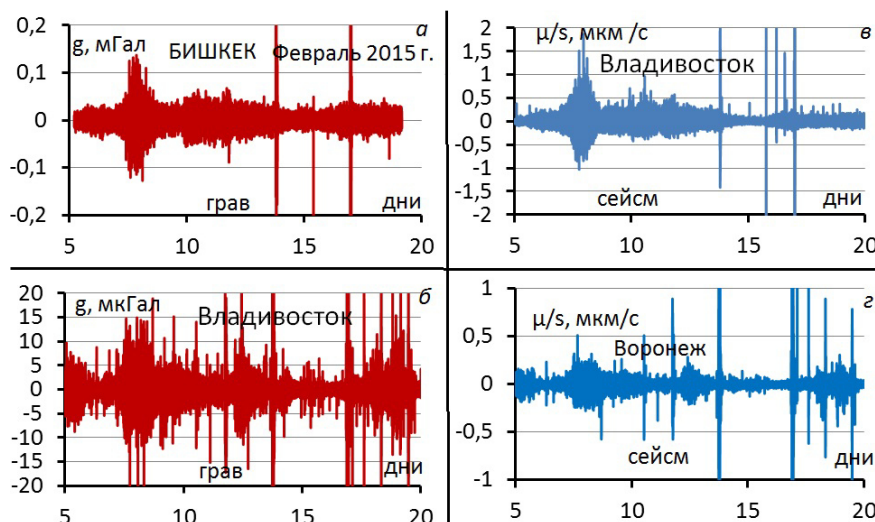 0,2
g, мГал БИШКЕК Февраль 2015 г. а
0,1
0
-0,1
грав дни
-0,2
5 10 15 20
2
μ/s, мкм /с в
1,5
Владивосток
1
0,5
0
-0,5
-1
-1,5
сейсм дни
-2
5 10 15 20
20
g, мкГал б
15
Владивосток
10
5
0
-5
-10
-15
грав дни
-20
5 10 15 20
1
г
μ/s, мкм/с
0,5
Воронеж
0
-0,5
сейсм дни
-1
5 10 15 20